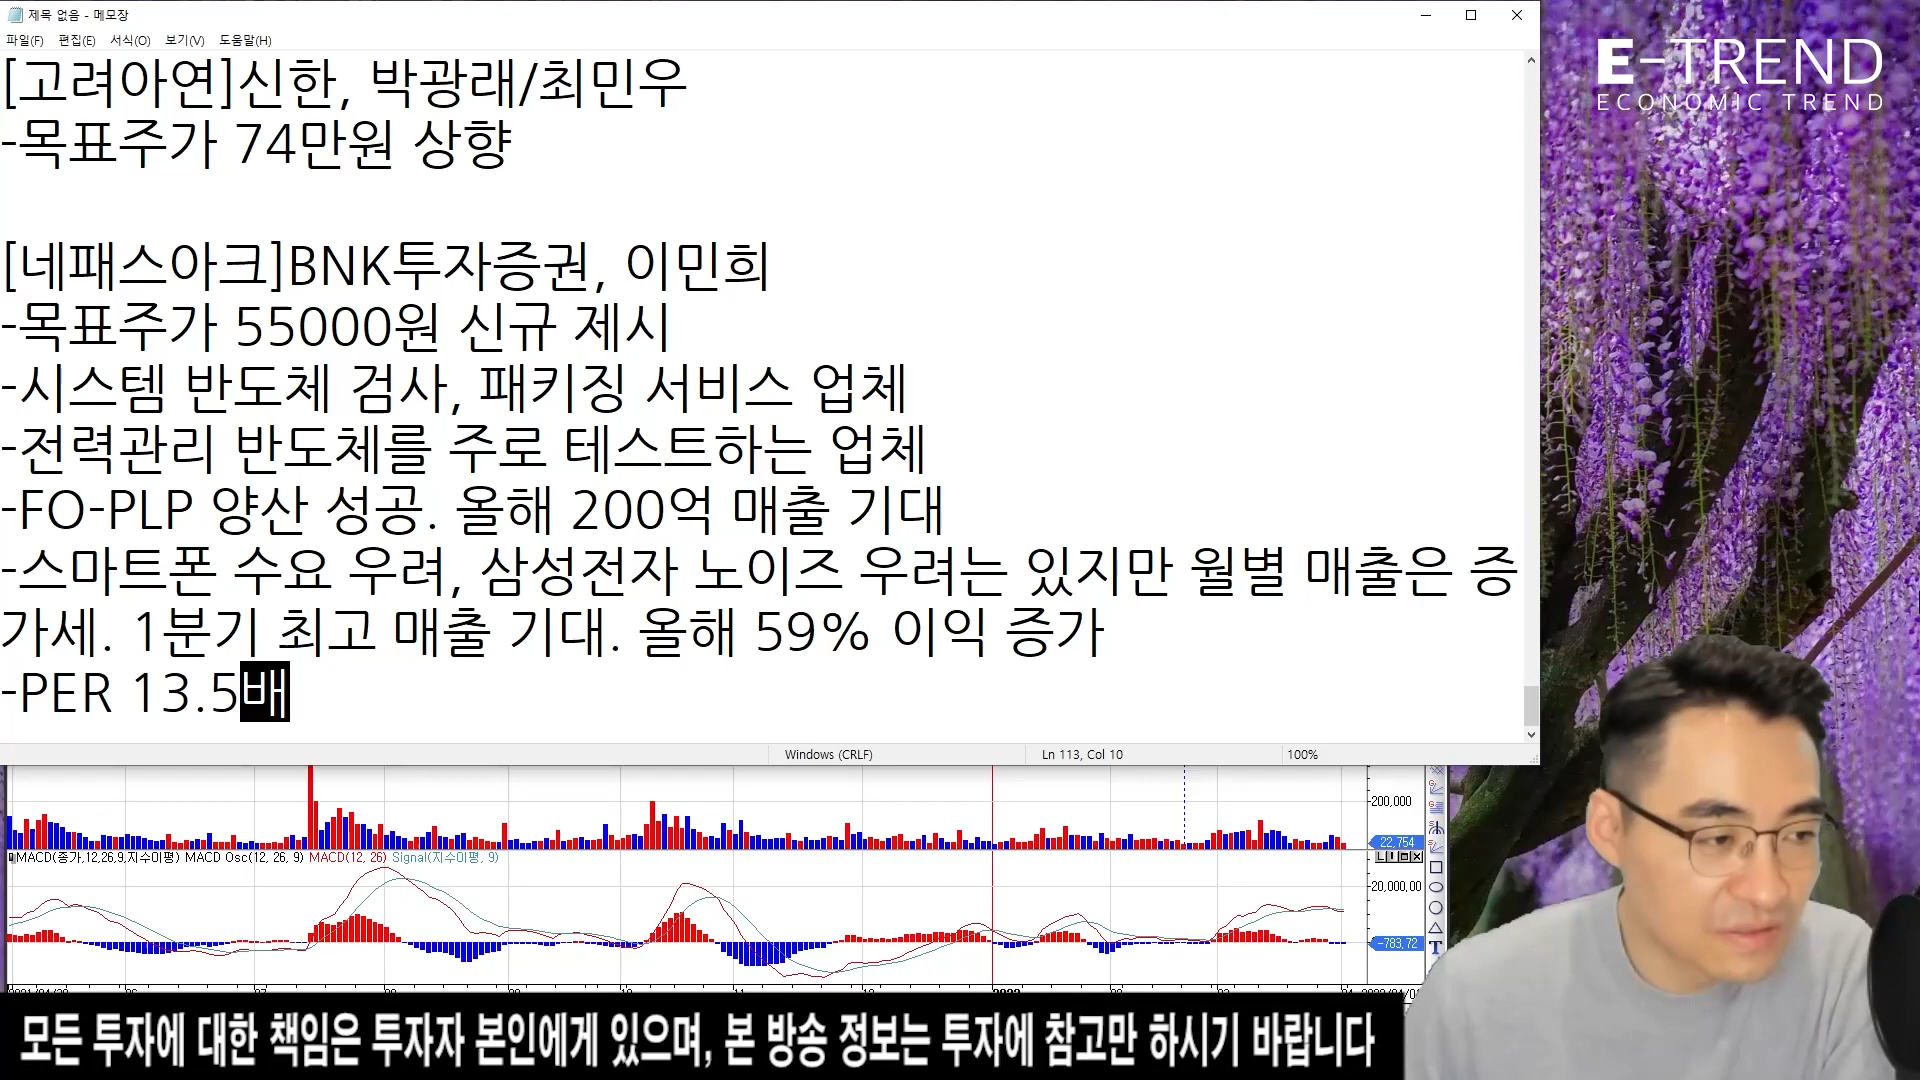 제목 없음 - 메모장
파일(F) 편집(E) 서식(O) 보기(V) 도움말(H)
[고려아연]신한, 박광래/최민우
-목표주가 74만원 상향
[네패스아크]BNK투자증권, 이민희
-목표주가 55000원 신규 제시
-시스템 반도체 검사, 패키징 서비스 업체
-전력관리 반도체를 주로 테스트하는 업체
-FO-PLP 양산 성공. 올해 200억 매출 기대
-스마트폰 수요 우려, 삼성전자 노이즈 우려는 있지만 월별 매출은 증
가세. 1분기 최고 매출 기대. 올해 59% 이익 증가
-PER 13.5배
Windows (CRLF) Ln 113, Col 10 100%
E-TREND
ECONOMIC TREND
200,000
22,754
MACD(종가,12,26,9,지수이평) MACD Osc(12, 26, 9) MACD(12, 26) Signal(지수이평, 9)
20,000,00
-783,72
모든 투자에 대한 책임은 투자자 본인에게 있으며, 본 방송 정보는 투자에 참고만 하시기 바랍니다